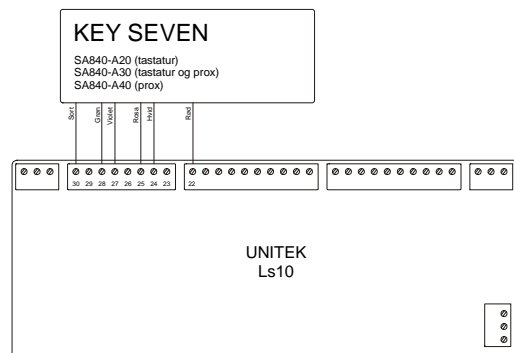 KEY SEVEN
SA840-A20 (tastatur)
SA840-A30 (tastatur og prox)
SA840-A40 (prox)
Sort
Grøn
Violet
Rosa
Hvid
Rød
30 29 28 27 26 25 24 23 22
UNITEK
Ls10